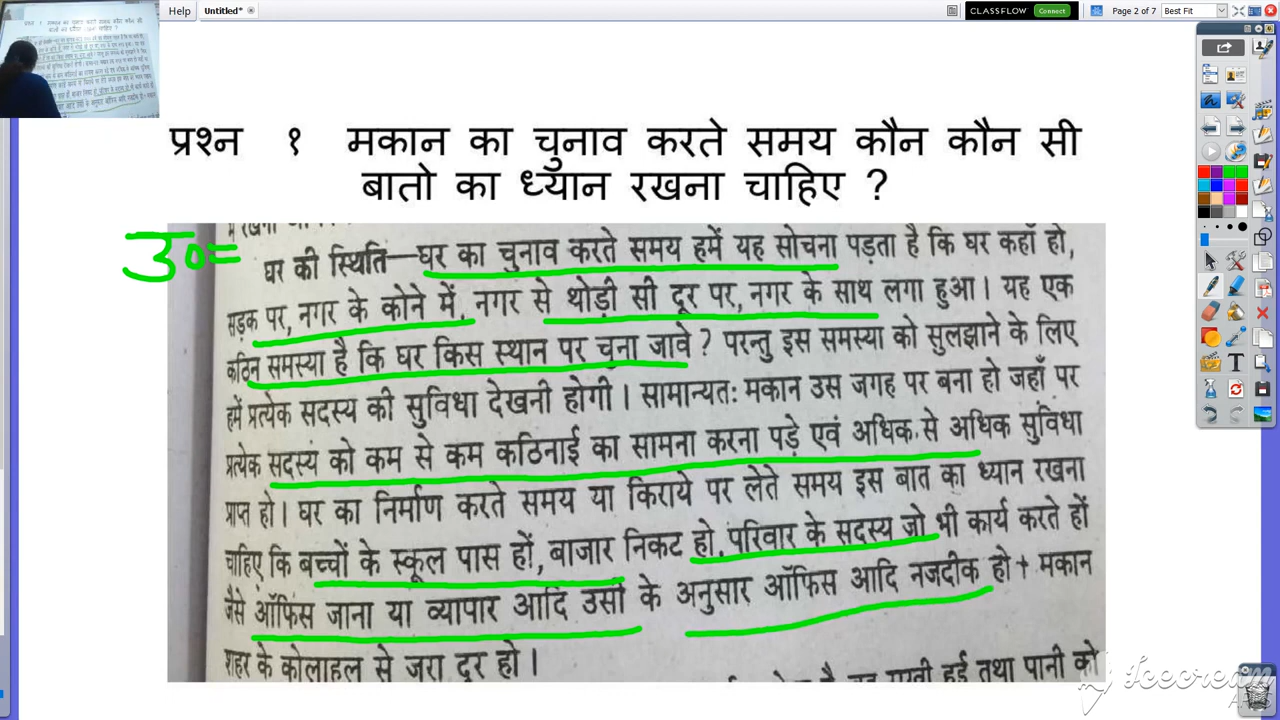 Help Untitled* CLASSFLOW Connect Page 2 of 7 Best Fit
प्रश्न १ मकान का चुनाव करते समय कौन कौन सी
बातो का ध्यान रखना चाहिए ?
उ०=
घर की स्थिति—घर का चुनाव करते समय हमें यह सोचना पड़ता है कि घर कहाँ हो,
सड़क पर, नगर के कोने में, नगर से थोड़ी सी दूर पर, नगर के साथ लगा हुआ । यह एक
कठिन समस्या है कि घर किस स्थान पर चुना जावे ? परन्तु इस समस्या को सुलझाने के लिए
हमें प्रत्येक सदस्य की सुविधा देखनी होगी । सामान्यतः मकान उस जगह पर बना हो जहाँ पर
प्रत्येक सदस्य को कम से कम कठिनाई का सामना करना पड़े एवं अधिक से अधिक सुविधा
प्राप्त हो । घर का निर्माण करते समय या किराये पर लेते समय इस बात का ध्यान रखना
चाहिए कि बच्चों के स्कूल पास हों, बाजार निकट हो, परिवार के सदस्य जो भी कार्य करते हों
जैसे ऑफिस जाना या व्यापार आदि उसी के अनुसार ऑफिस आदि नजदीक हो + मकान
शहर के कोलाहल से जरा दूर हो ।
Icecream
APPS